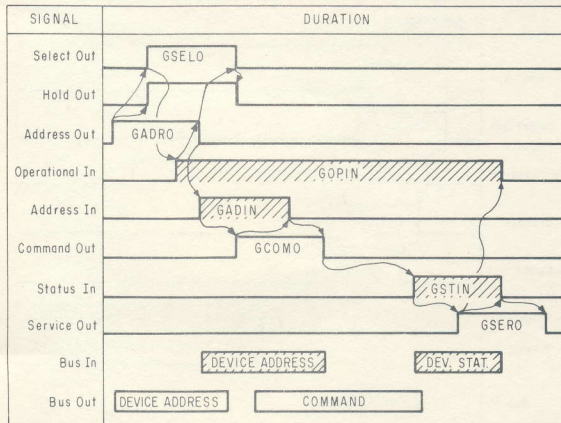 SIGNAL DURATION
Select Out GSELO
Hold Out
Address Out GADRO
Operational In GOPIN
Address In GADIN
Command Out GCOMO
Status In GSTIN
Service Out GSERO
Bus In DEVICE ADDRESS DEV. STAT.
Bus Out DEVICE ADDRESS COMMAND